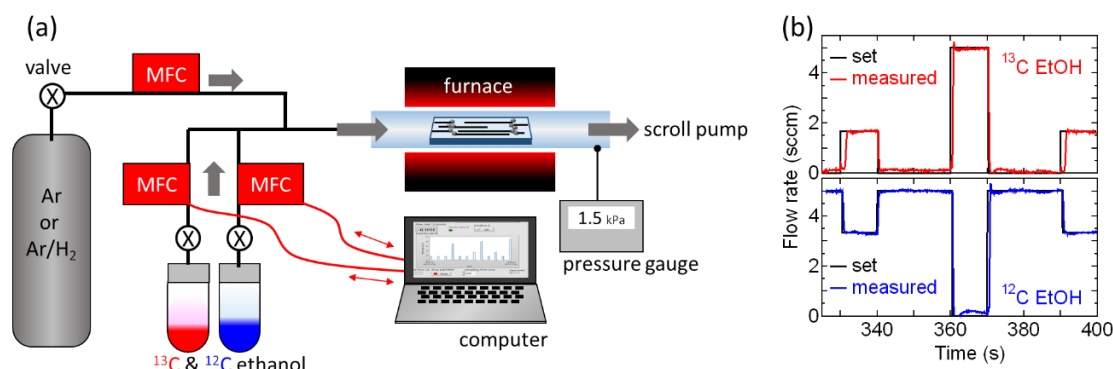 (a)
valve
X
MFC
furnace
scroll pump
MFC
MFC
Ar
or
Ar/H₂
X
X
1.5 kPa
pressure gauge
computer
¹³C & ¹²C ethanol
(b)
set
measured
¹³C EtOH
4
2
0
Flow rate (sccm)
set
measured
¹²C EtOH
4
2
0
340
360
380
400
Time (s)